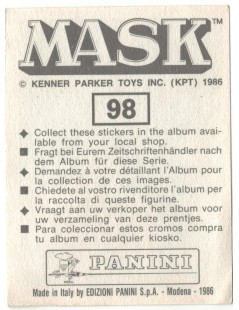 MASK™
© KENNER PARKER TOYS INC. (KPT) 1986
98
◆ Collect these stickers in the album avai-
lable from your local shop.
■ Fragt bei Eurem Zeitschriftenhändler nach
dem Album für diese Serie.
◆ Demandez à votre détaillant l'Album pour
la collection de ces images.
■ Chiedete al vostro rivenditore l'album per
la raccolta di queste figurine.
◆ Vraagt aan uw verkoper het album voor
uw verzameling van deze prentjes.
■ Para coleccionar estos cromos compra
tu album en cualquier kiosko.
PANINI
Made in Italy by EDIZIONI PANINI S.p.A. - Modena - 1986